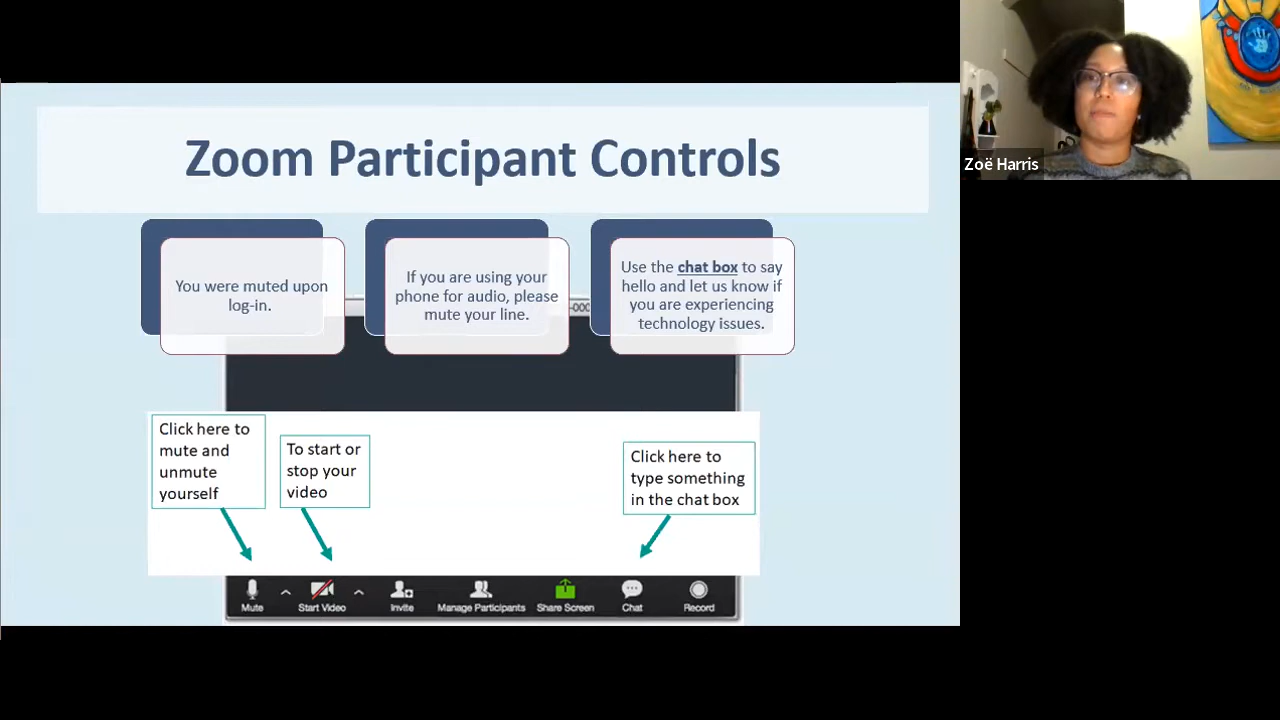 Zoom Participant Controls
You were muted upon
log-in.
If you are using your
phone for audio, please
mute your line.
Use the chat box to say
hello and let us know if
you are experiencing
technology issues.
-000
Click here to
mute and
unmute
yourself
To start or
stop your
video
Click here to
type something
in the chat box
Mute
Start Video
Invite
Manage Participants
Share Screen
Chat
Record
Zoë Harris